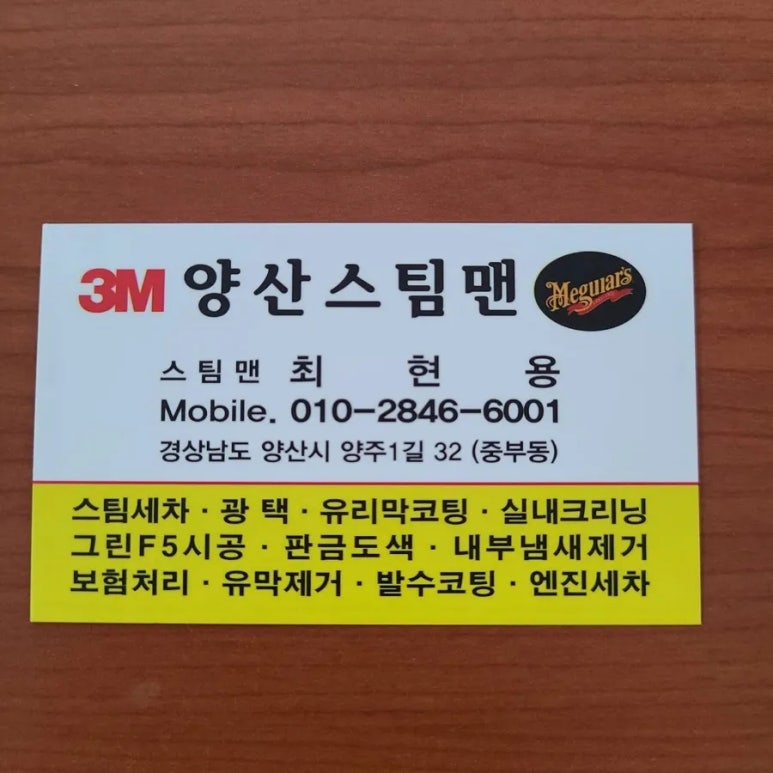 3M 양산스팀맨 Meguiar's
스팀맨 최현용
Mobile. 010-2846-6001
경상남도 양산시 양주1길 32 (중부동)
스팀세차 · 광택 · 유리막코팅 · 실내크리닝
그린F5시공 · 판금도색 · 내부냄새제거
보험처리 · 유막제거 · 발수코팅 · 엔진세차